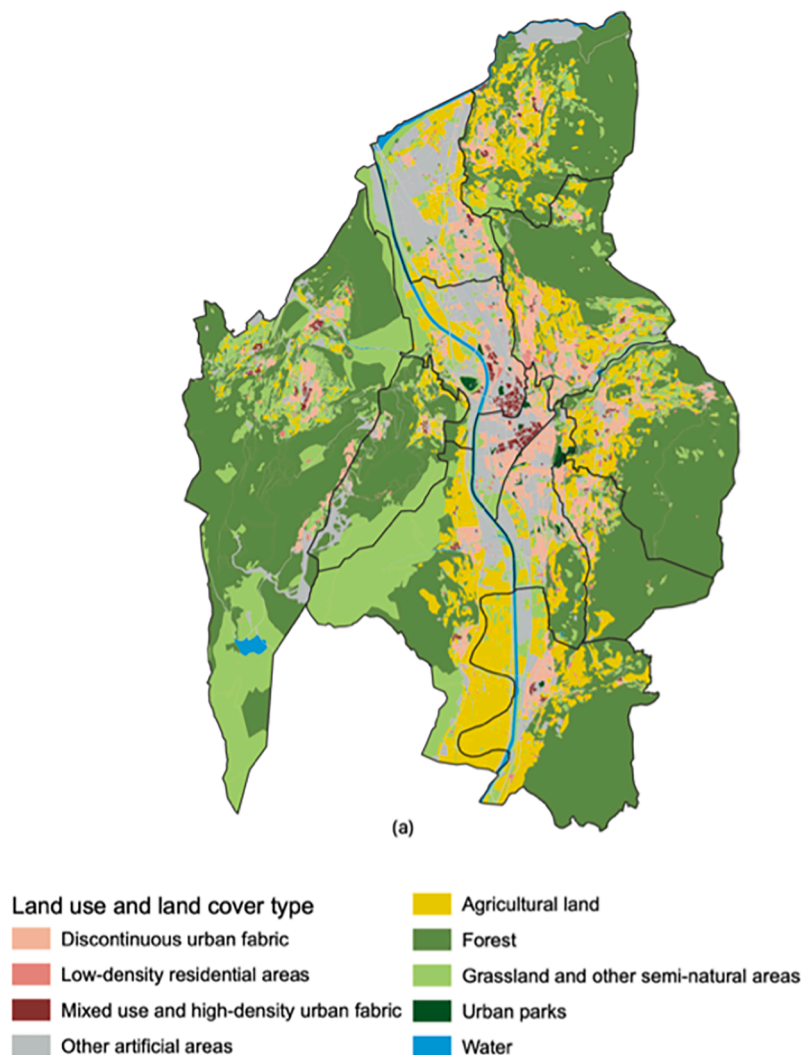 (a)
Land use and land cover type
Discontinuous urban fabric
Low-density residential areas
Mixed use and high-density urban fabric
Other artificial areas
Agricultural land
Forest
Grassland and other semi-natural areas
Urban parks
Water